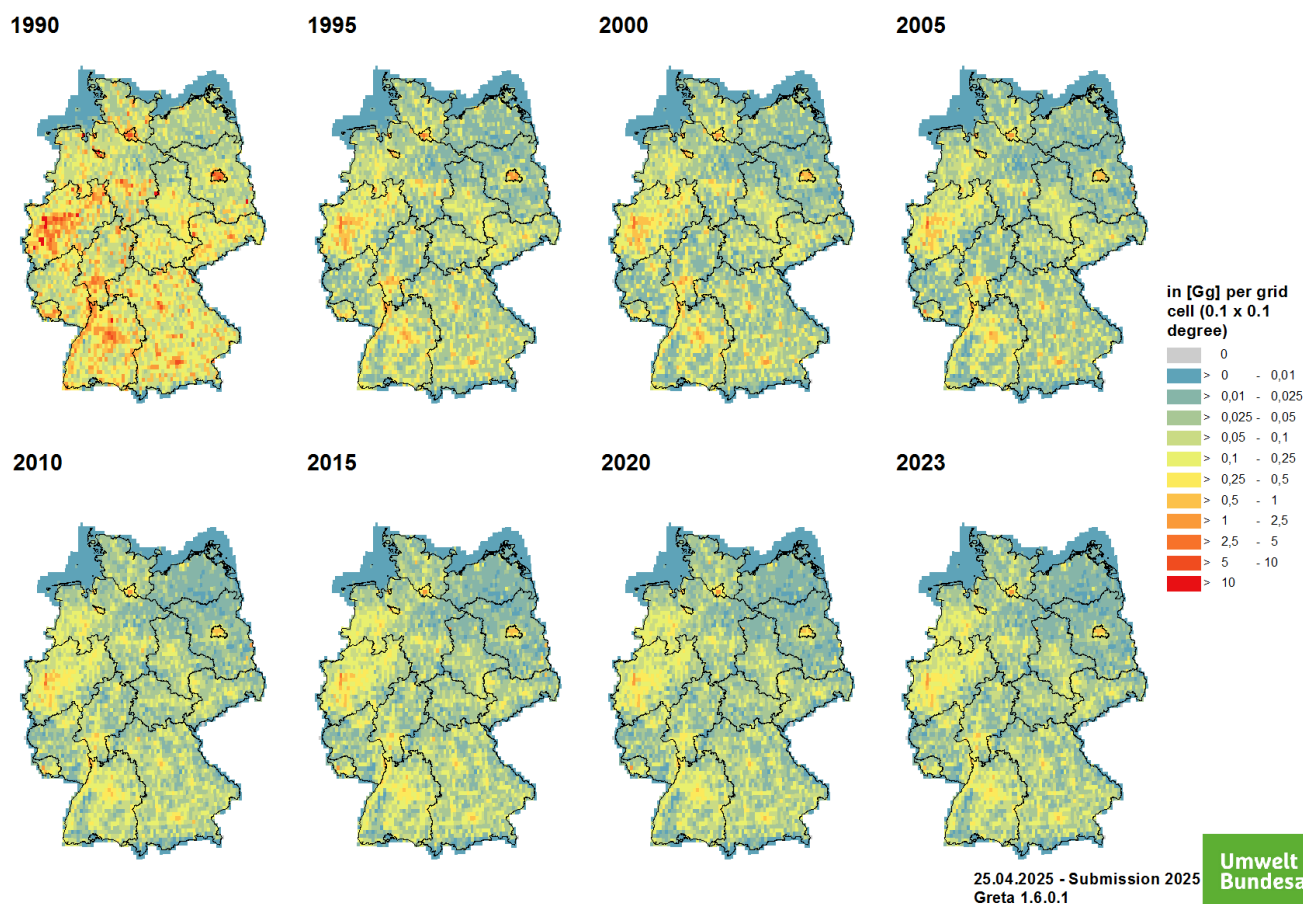 1990
1995
2000
2005
in [Gg] per grid
cell (0.1 x 0.1
degree)
0
> 0 - 0,01
> 0,01 - 0,025
> 0,025 - 0,05
> 0,05 - 0,1
> 0,1 - 0,25
> 0,25 - 0,5
> 0,5 - 1
> 1 - 2,5
> 2,5 - 5
> 5 - 10
> 10
2010
2015
2020
2023
25.04.2025 - Submission 2025
Greta 1.6.0.1
Umwelt
Bundesa